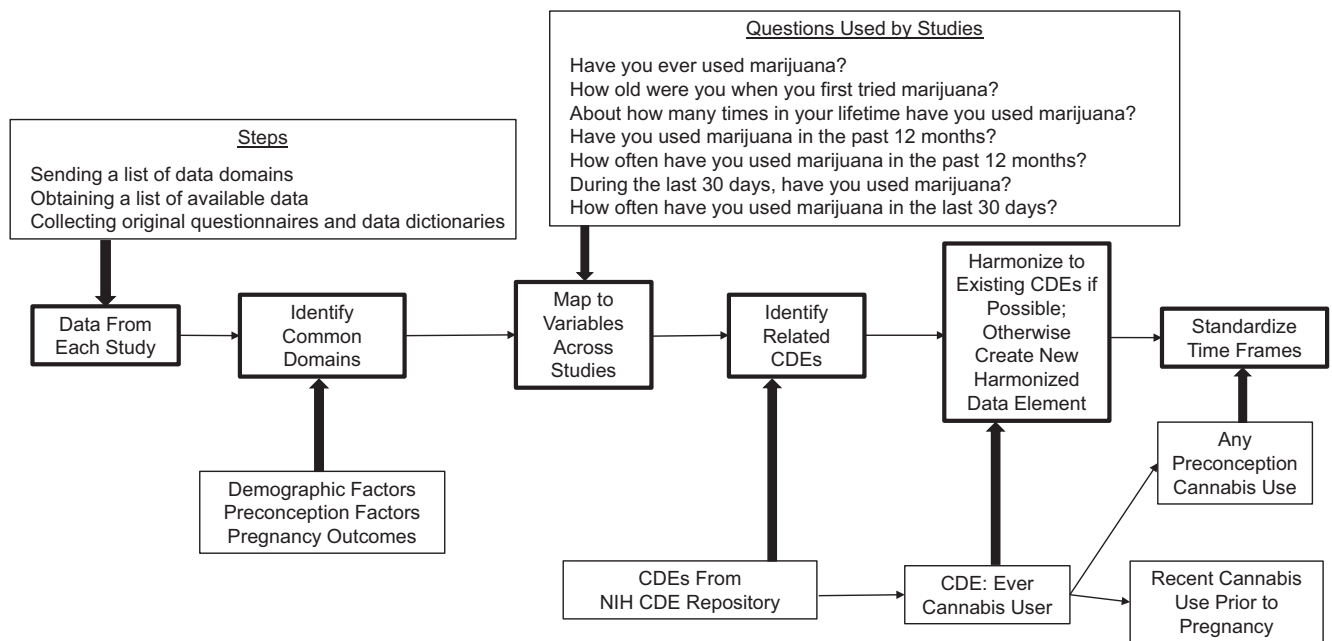 Questions Used by Studies
Have you ever used marijuana?
How old were you when you first tried marijuana?
About how many times in your lifetime have you used marijuana?
Have you used marijuana in the past 12 months?
How often have you used marijuana in the past 12 months?
During the last 30 days, have you used marijuana?
How often have you used marijuana in the last 30 days?
Steps
Sending a list of data domains
Obtaining a list of available data
Collecting original questionnaires and data dictionaries
Data From
Each Study
Identify
Common
Domains
Map to
Variables
Across
Studies
Identify
Related
CDEs
Harmonize to
Existing CDEs if
Possible;
Otherwise
Create New
Harmonized
Data Element
Standardize
Time Frames
Demographic Factors
Preconception Factors
Pregnancy Outcomes
CDEs From
NIH CDE Repository
CDE: Ever
Cannabis User
Any
Preconception
Cannabis Use
Recent Cannabis
Use Prior to
Pregnancy